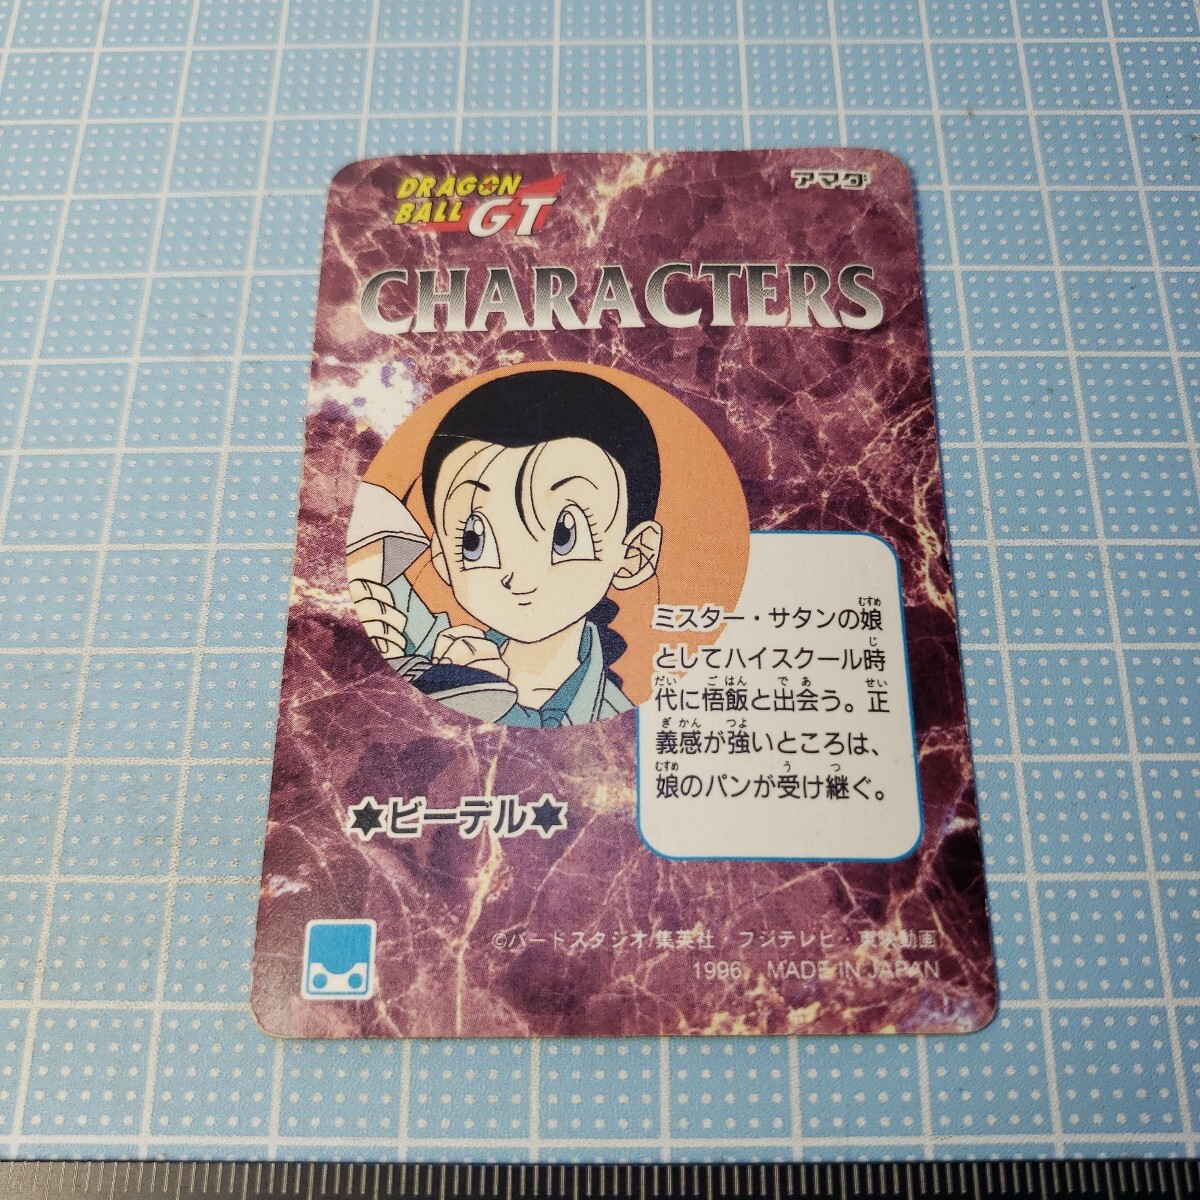 DRAGON
BALL GT
アマダ
CHARACTERS
ミスター・サタンの娘
としてハイスクール時
代に悟飯と出会う。正
義感が強いところは、
娘のパンが受け継ぐ。
★ビーデル★
©バードスタジオ/集英社・フジテレビ・東映動画
1996 MADE IN JAPAN